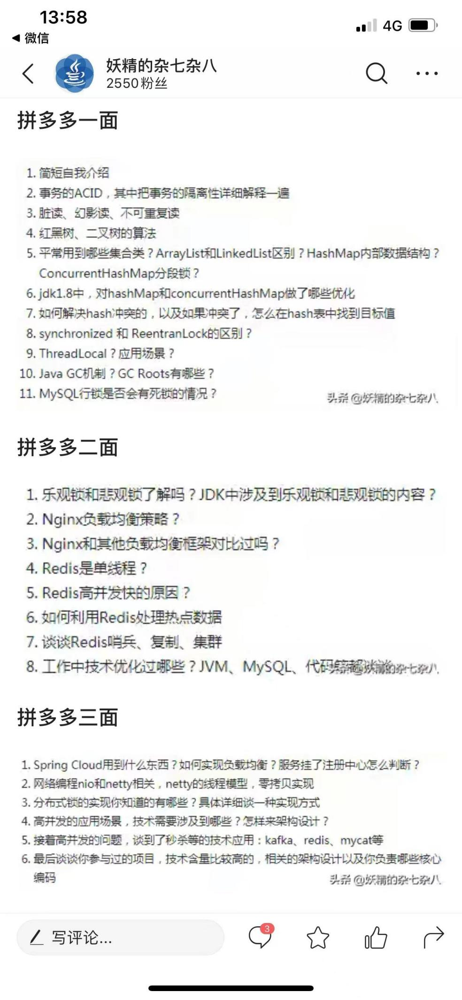 13:58
微信
4G
妖精的杂七杂八
2550粉丝
拼多多一面
1. 简短自我介绍
2. 事务的ACID，其中把事务的隔离性详细解释一遍
3. 脏读、幻影读、不可重复读
4. 红黑树、二叉树的算法
5. 平常用到哪些集合类？ArrayList和LinkedList区别？HashMap内部数据结构？
ConcurrentHashMap分段锁？
6. jdk1.8中，对hashMap和concurrentHashMap做了哪些优化
7. 如何解决hash冲突的，以及如果冲突了，怎么在hash表中找到目标值
8. synchronized 和 ReentranLock的区别？
9. ThreadLocal？应用场景？
10. Java GC机制？GC Roots有哪些？
11. MySQL行锁是否会有死锁的情况？
头条 @妖精的杂七杂八
拼多多二面
1. 乐观锁和悲观锁了解吗？JDK中涉及到乐观锁和悲观锁的内容？
2. Nginx负载均衡策略？
3. Nginx和其他负载均衡框架对比过吗？
4. Redis是单线程？
5. Redis高并发快的原因？
6. 如何利用Redis处理热点数据
7. 谈谈Redis哨兵、复制、集群
8. 工作中技术优化过哪些？JVM、MySQL、代码等都谈谈
拼多多三面
1. Spring Cloud用到什么东西？如何实现负载均衡？服务挂了注册中心怎么判断？
2. 网络编程nio和netty相关，netty的线程模型，零拷贝实现
3. 分布式锁的实现你知道的有哪些？具体详细谈一种实现方式
4. 高并发的应用场景，技术需要涉及到哪些？怎样来架构设计？
5. 接着高并发的问题，谈到了秒杀等的技术应用：kafka、redis、mycat等
6. 最后谈谈你参与过的项目，技术含量比较高的，相关的架构设计以及你负责哪些核心
编码
头条 @妖精的杂七杂八
写评论...
3